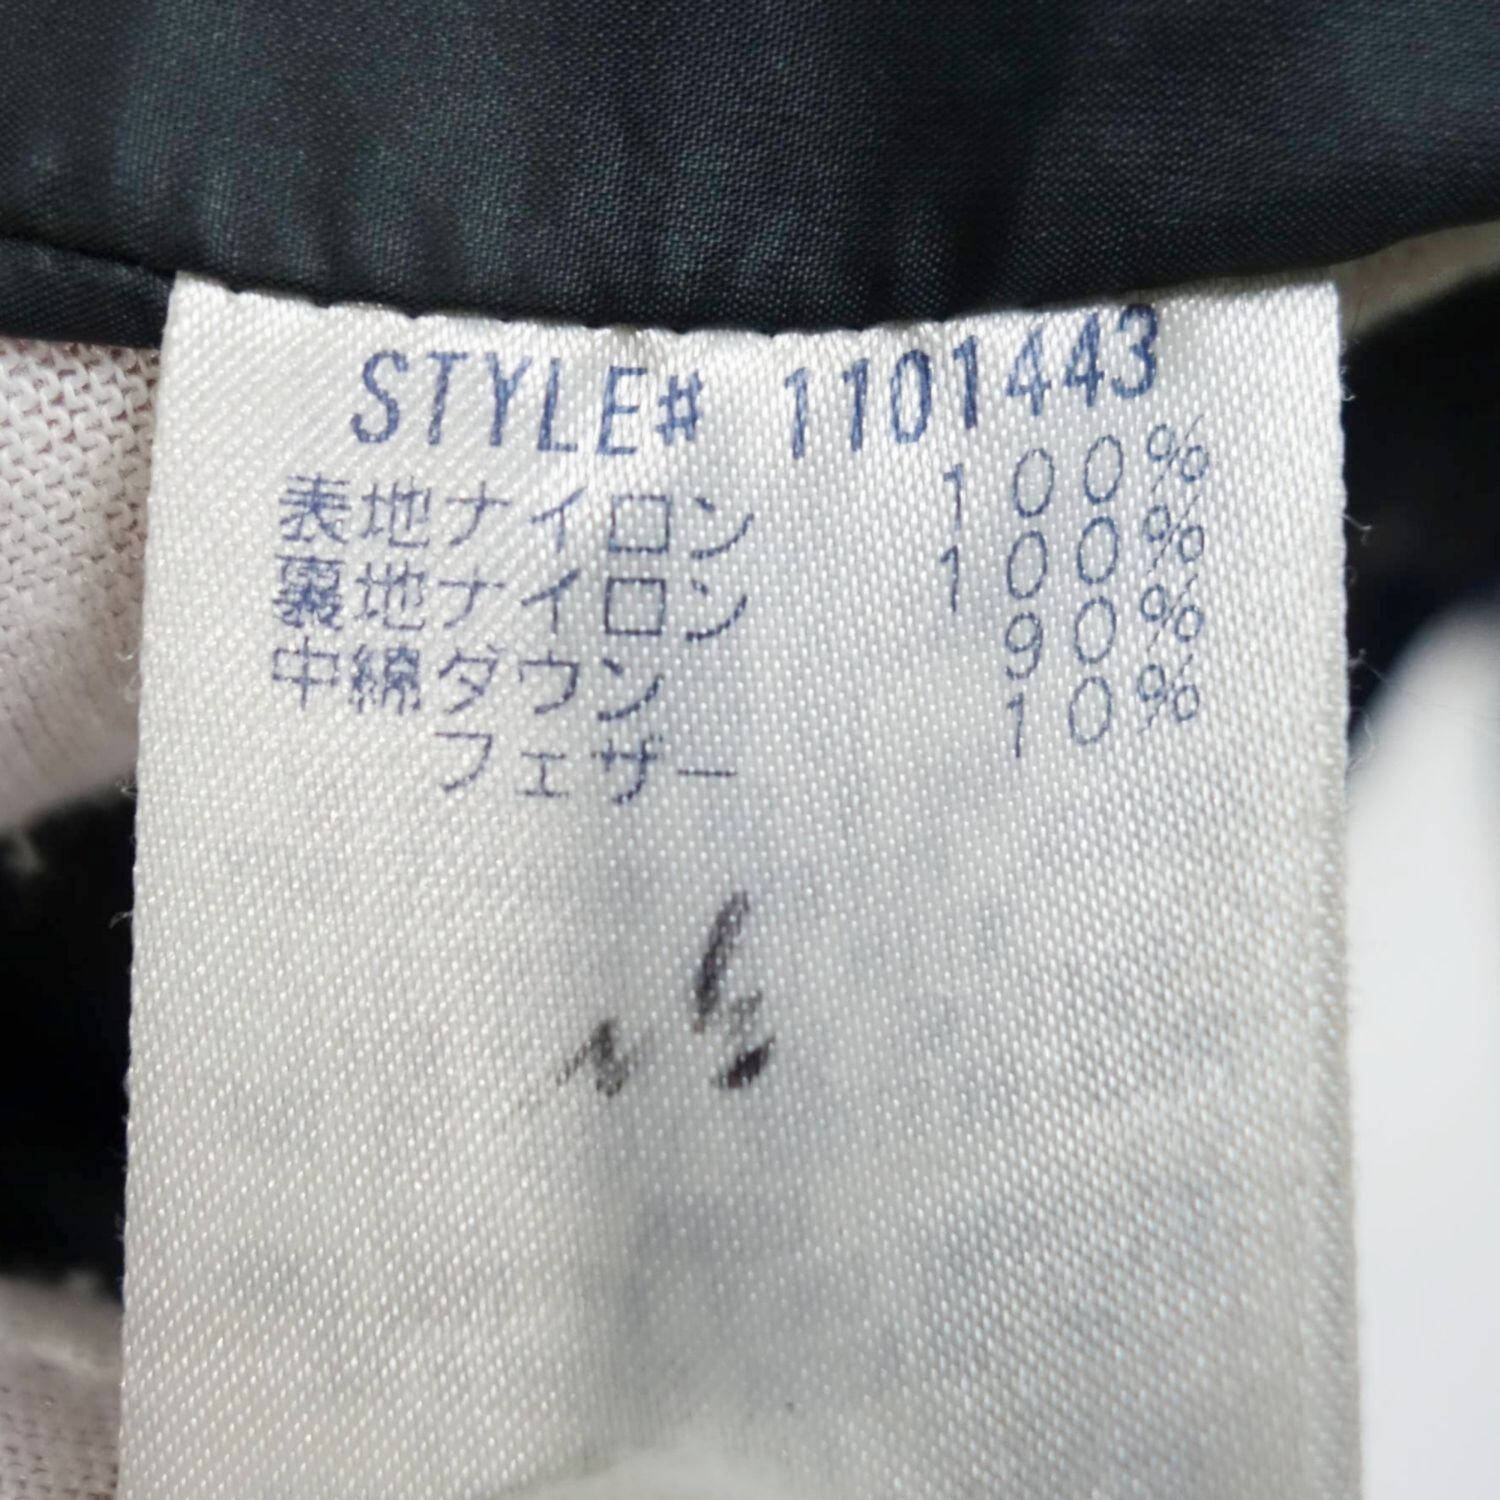 STYLE# 1101443
表地ナイロン 100%
裏地ナイロン 100%
中綿ダウン 90%
フェザー 10%